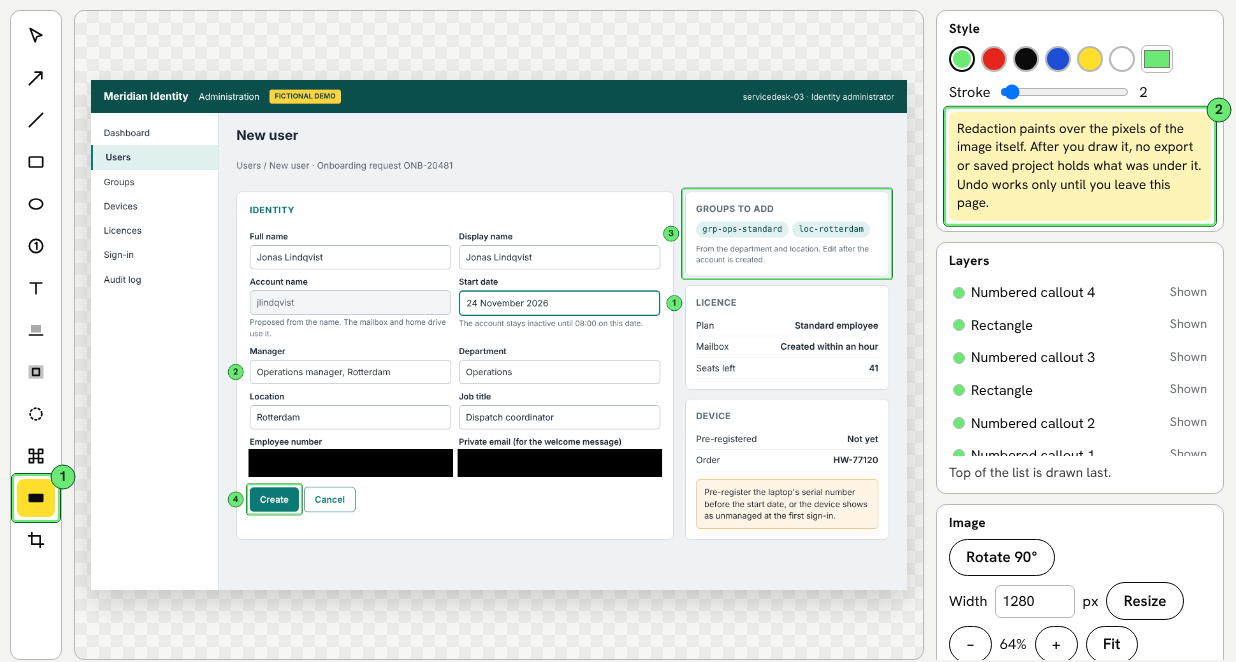 Meridian Identity Administration FICTIONAL DEMO servicedesk-03 · Identity administrator
Dashboard
Users
Groups
Devices
Licences
Sign-in
Audit log
New user
Users / New user · Onboarding request ONB-20481
IDENTITY
Full name Display name
Jonas Lindqvist Jonas Lindqvist
Account name Start date
jlindqvist 24 November 2026
1
Proposed from the name. The mailbox and home drive
use it.
The account stays inactive until 08:00 on this date.
Manager Department
2 Operations manager, Rotterdam Operations
Location Job title
Rotterdam Dispatch coordinator
Employee number Private email (for the welcome message)
4 Create Cancel
3
GROUPS TO ADD
grp-ops-standard loc-rotterdam
From the department and location. Edit after the
account is created.
LICENCE
Plan Standard employee
Mailbox Created within an hour
Seats left 41
DEVICE
Pre-registered Not yet
Order HW-77120
Pre-register the laptop's serial number
before the start date, or the device shows
as unmanaged at the first sign-in.
1
T
1
Style
Stroke 2
2
Redaction paints over the pixels of the
image itself. After you draw it, no export
or saved project holds what was under it.
Undo works only until you leave this
page.
Layers
Numbered callout 4 Shown
Rectangle Shown
Numbered callout 3 Shown
Rectangle Shown
Numbered callout 2 Shown
Numbered callout 1 Shown
Top of the list is drawn last.
Image
Rotate 90°
Width 1280 px Resize
- 64% + Fit